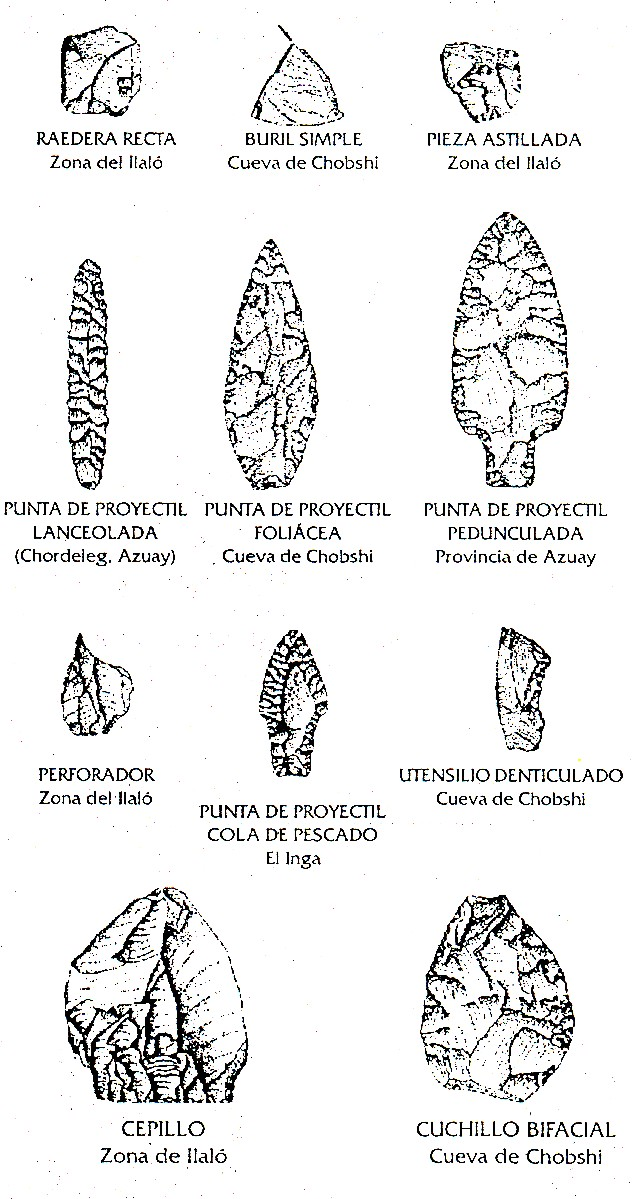 RAEDERA RECTA
Zona del Ilaló
BURIL SIMPLE
Cueva de Chobshi
PIEZA ASTILLADA
Zona del Ilaló
PUNTA DE PROYECTIL
LANCEOLADA
(Chordeleg, Azuay)
PUNTA DE PROYECTIL
FOLIÁCEA
Cueva de Chobshi
PUNTA DE PROYECTIL
PEDUNCULADA
Provincia de Azuay
PERFORADOR
Zona del Ilaló
PUNTA DE PROYECTIL
COLA DE PESCADO
El Inga
UTENSILIO DENTICULADO
Cueva de Chobshi
CEPILLO
Zona de Ilaló
CUCHILLO BIFACIAL
Cueva de Chobshi